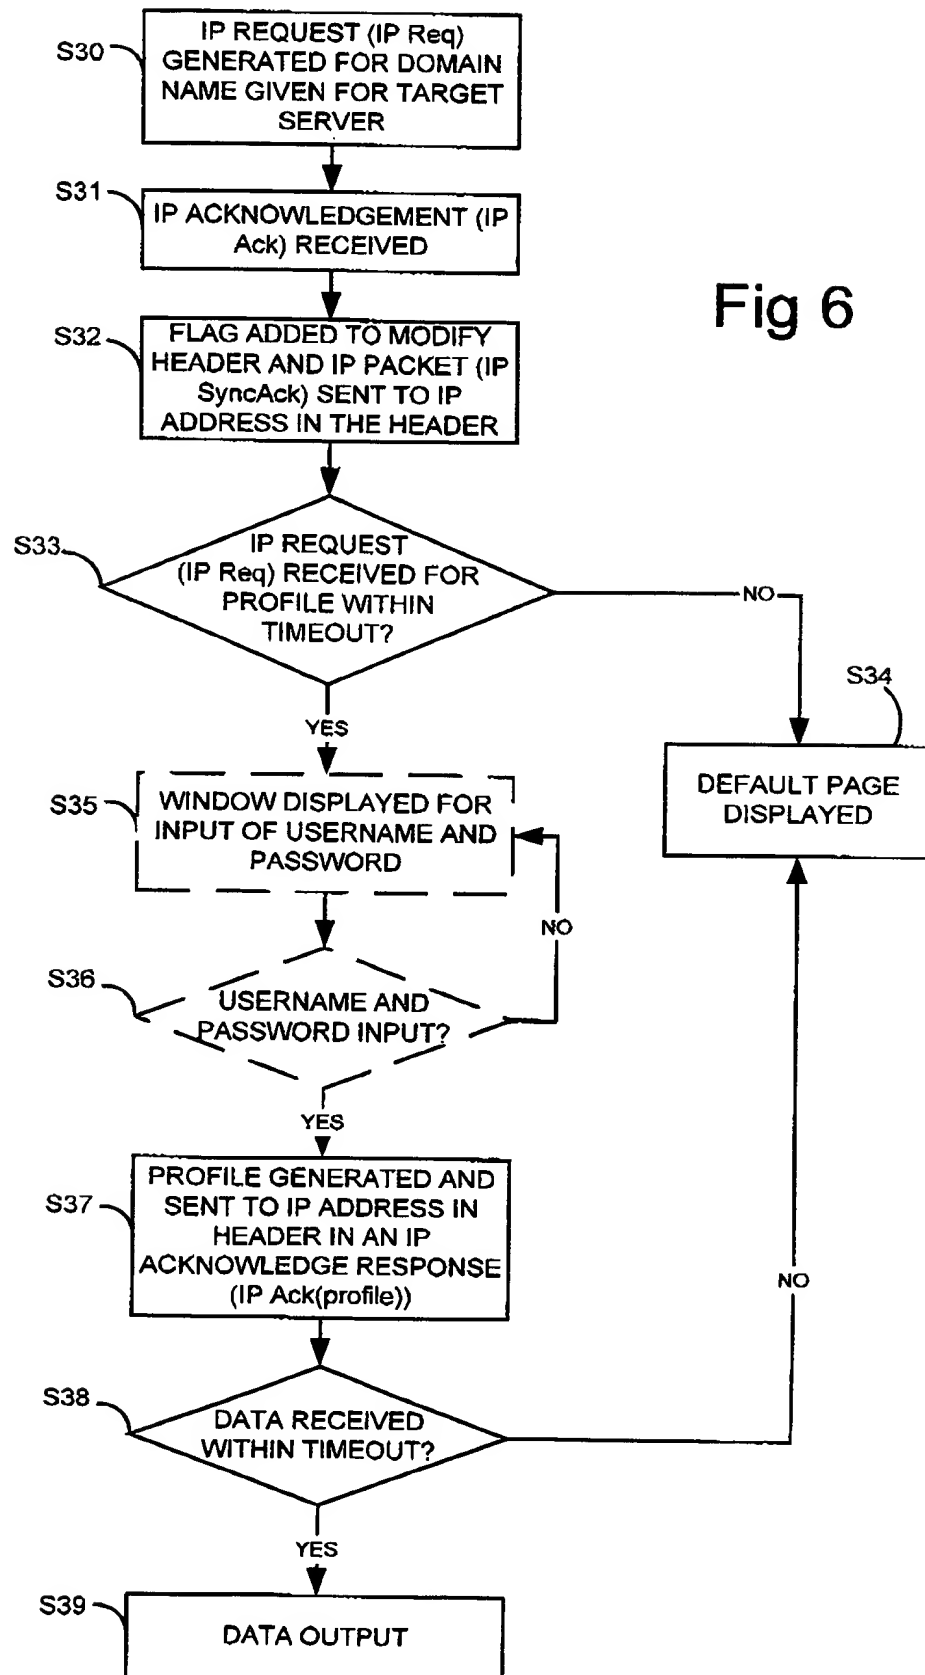 S30
IP REQUEST (IP Req)
GENERATED FOR DOMAIN
NAME GIVEN FOR TARGET
SERVER
S31
IP ACKNOWLEDGEMENT (IP
Ack) RECEIVED
Fig 6
S32
FLAG ADDED TO MODIFY
HEADER AND IP PACKET (IP
SyncAck) SENT TO IP
ADDRESS IN THE HEADER
S33
IP REQUEST
(IP Req) RECEIVED FOR
PROFILE WITHIN
TIMEOUT?
NO
YES
S34
DEFAULT PAGE
DISPLAYED
S35
WINDOW DISPLAYED FOR
INPUT OF USERNAME AND
PASSWORD
NO
S36
USERNAME AND
PASSWORD INPUT?
YES
S37
PROFILE GENERATED AND
SENT TO IP ADDRESS IN
HEADER IN AN IP
ACKNOWLEDGE RESPONSE
(IP Ack(profile))
NO
S38
DATA RECEIVED
WITHIN TIMEOUT?
YES
S39
DATA OUTPUT